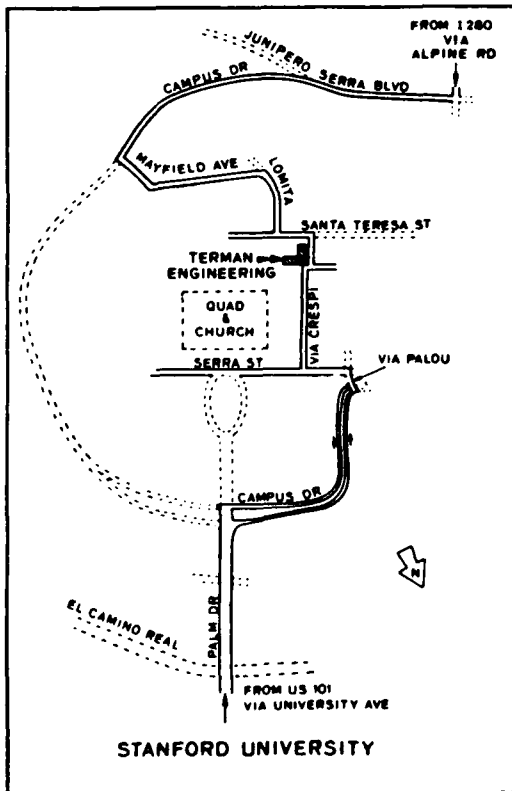 FROM I 280
VIA
ALPINE RD
JUNIPERO SERRA BLVD
CAMPUS DR
MAYFIELD AVE
LOMITA
SANTA TERESA ST
TERMAN
ENGINEERING
QUAD
&
CHURCH
VIA CRESPI
SERRA ST
VIA PALOU
CAMPUS DR
N
EL CAMINO REAL
PALM DR
FROM US 101
VIA UNIVERSITY AVE
STANFORD UNIVERSITY